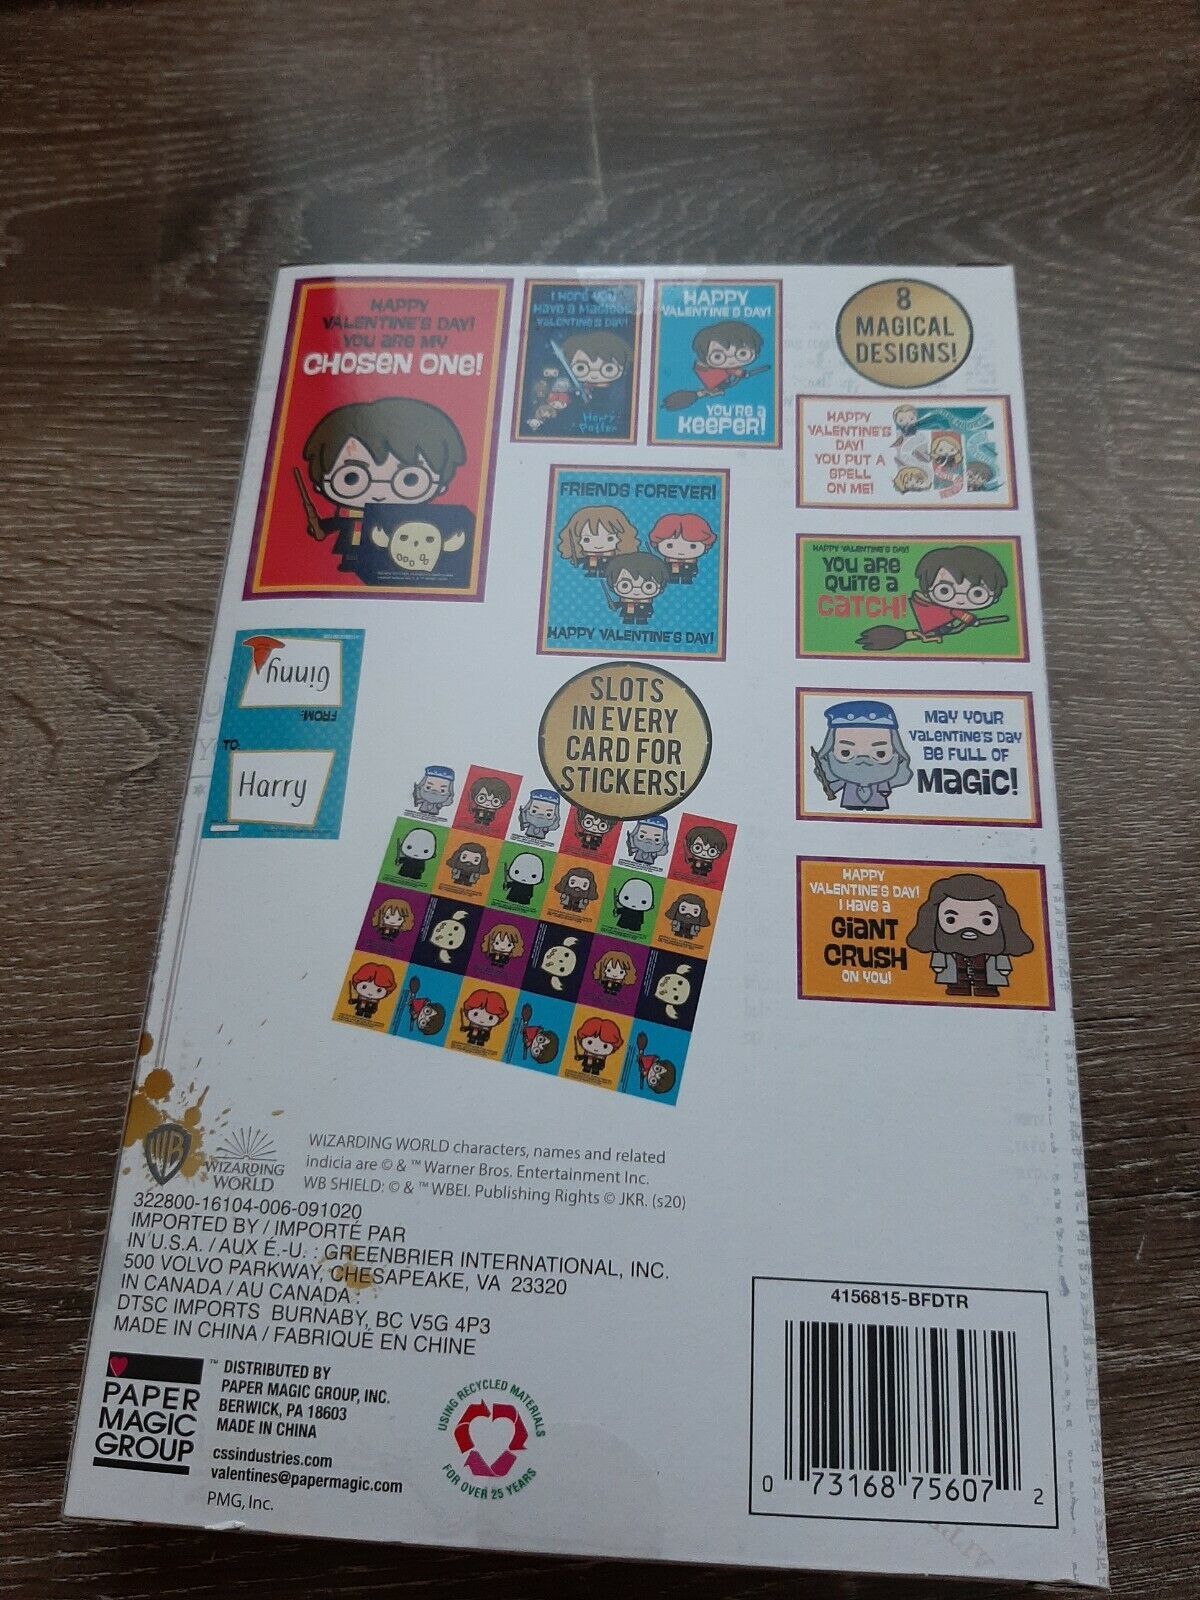 HAPPY
VALENTINE'S DAY!
YOU ARE MY
CHOSEN ONE!
I HOPE YOU
HAVE A MAGICAL
VALENTINE'S DAY!
Harry
Potter
HAPPY
VALENTINE'S DAY!
YOU'RE A
KEEPER!
8
MAGICAL
DESIGNS!
HAPPY
VALENTINE'S
DAY!
YOU PUT A
SPELL
ON ME!
FRIENDS FOREVER!
HAPPY VALENTINE'S DAY!
HAPPY VALENTINE'S DAY!
YOU ARE
QUITE A
CATCH!
Ginny
FROM:
TO:
Harry
SLOTS
IN EVERY
CARD FOR
STICKERS!
MAY YOUR
VALENTINE'S DAY
BE FULL OF
MAGIC!
HAPPY
VALENTINE'S DAY!
I HAVE A
GIANT
CRUSH
ON YOU!
WB
WIZARDING
WORLD
WIZARDING WORLD characters, names and related
indicia are © & ™ Warner Bros. Entertainment Inc.
WB SHIELD: © & ™ WBEI. Publishing Rights © JKR. (s20)
322800-16104-006-091020
IMPORTED BY / IMPORTÉ PAR
IN U.S.A. / AUX É.-U. : GREENBRIER INTERNATIONAL, INC.
500 VOLVO PARKWAY, CHESAPEAKE, VA 23320
IN CANADA / AU CANADA :
DTSC IMPORTS BURNABY, BC V5G 4P3
MADE IN CHINA / FABRIQUÉ EN CHINE
PAPER
MAGIC
GROUP
™ DISTRIBUTED BY
PAPER MAGIC GROUP, INC.
BERWICK, PA 18603
MADE IN CHINA
cssindustries.com
valentines@papermagic.com
PMG, Inc.
USING RECYCLED MATERIALS
FOR OVER 25 YEARS
4156815-BFDTR
0 73168 75607 2